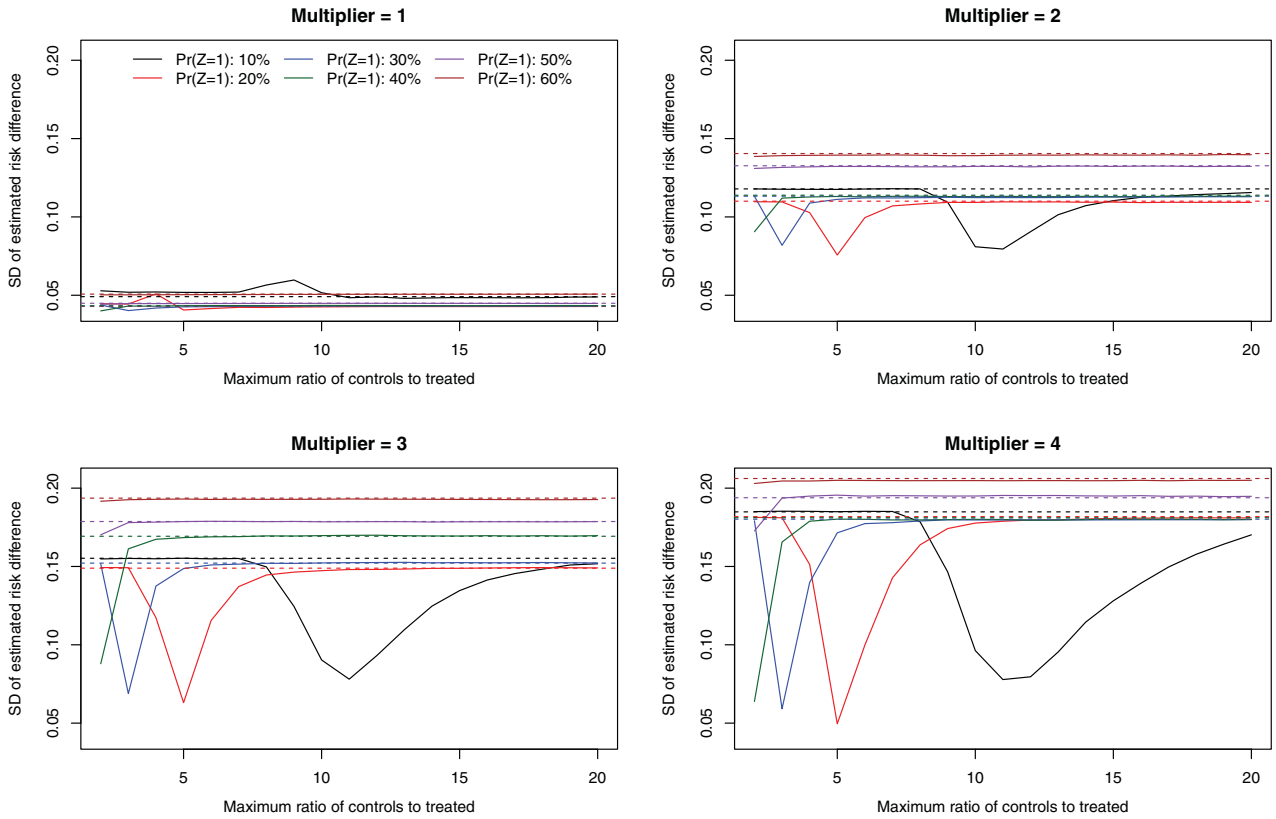 Multiplier = 1
SD of estimated risk difference
0.20
0.15
0.10
0.05
Pr(Z=1): 10% Pr(Z=1): 30% Pr(Z=1): 50%
Pr(Z=1): 20% Pr(Z=1): 40% Pr(Z=1): 60%
5 10 15 20
Maximum ratio of controls to treated
Multiplier = 2
SD of estimated risk difference
0.20
0.15
0.10
0.05
5 10 15 20
Maximum ratio of controls to treated
Multiplier = 3
SD of estimated risk difference
0.20
0.15
0.10
0.05
5 10 15 20
Maximum ratio of controls to treated
Multiplier = 4
SD of estimated risk difference
0.20
0.15
0.10
0.05
5 10 15 20
Maximum ratio of controls to treated